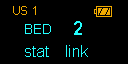 US 1
BED 2
stat link